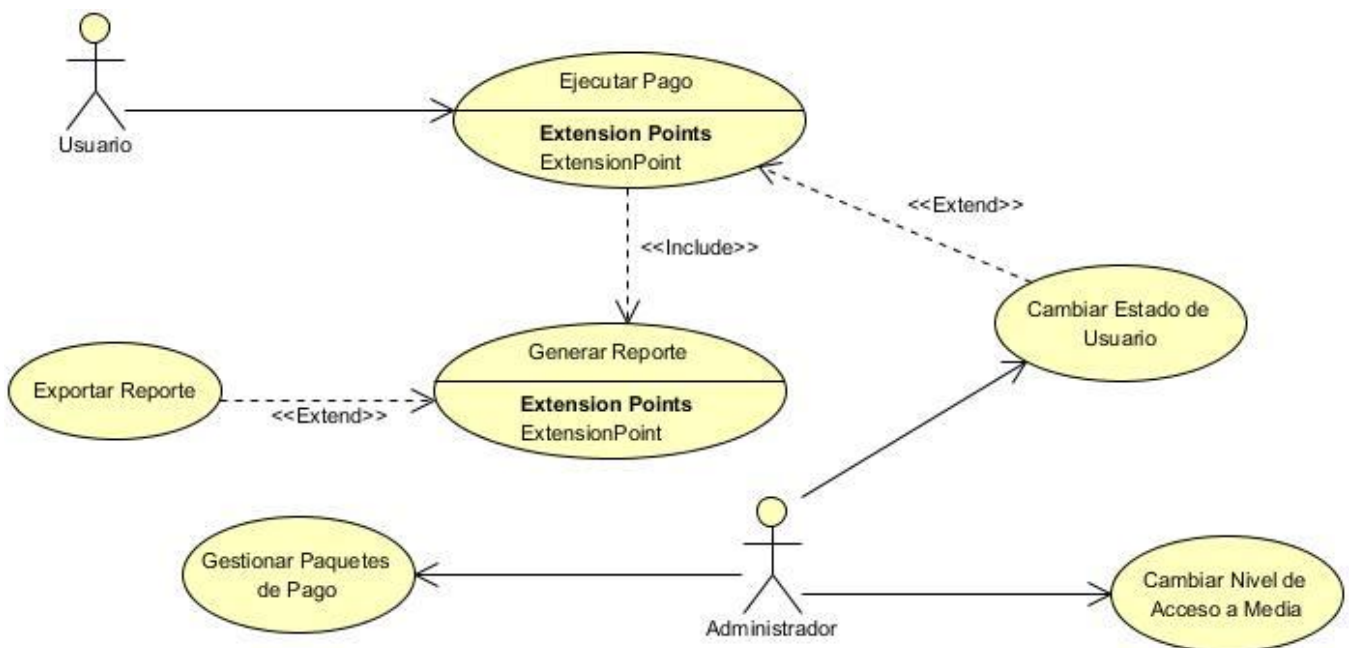 Usuario
Ejecutar Pago
Extension Points
ExtensionPoint
<<Extend>>
<<Include>>
Cambiar Estado de
Usuario
Generar Reporte
Extension Points
ExtensionPoint
Exportar Reporte
<<Extend>>
Gestionar Paquetes
de Pago
Administrador
Cambiar Nivel de
Acceso a Media